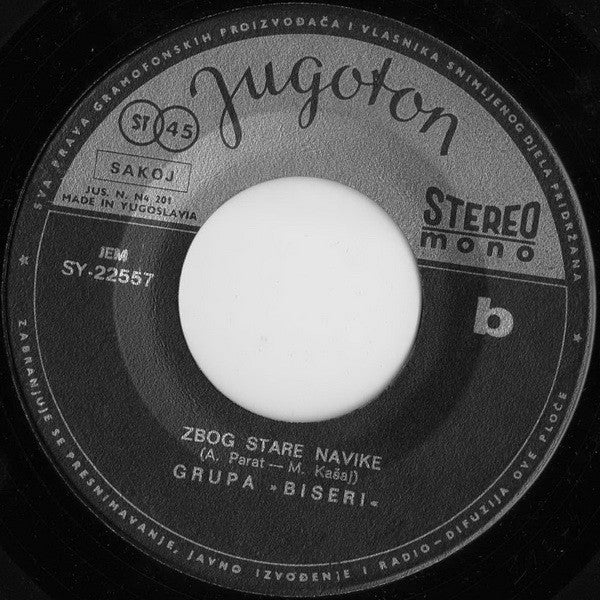 SVA PRAVA GRAMOFONSKIH PROIZVOĐAČA I VLASNIKA SNIMLJENOG DJELA PRIDRŽANA
Jugoton
ST 45
SAKOJ
JUS. N. N4 201
MADE IN YUGOSLAVIA
STEREO
mono
IEM
SY-22557
b
ZBOG STARE NAVIKE
(A. Parat — M. Kašaj)
GRUPA »BISERI«
ZABRANJUJE SE PRESNIMAVANJE, JAVNO IZVOĐENJE I RADIO-DIFUZIJA OVE PLOČE